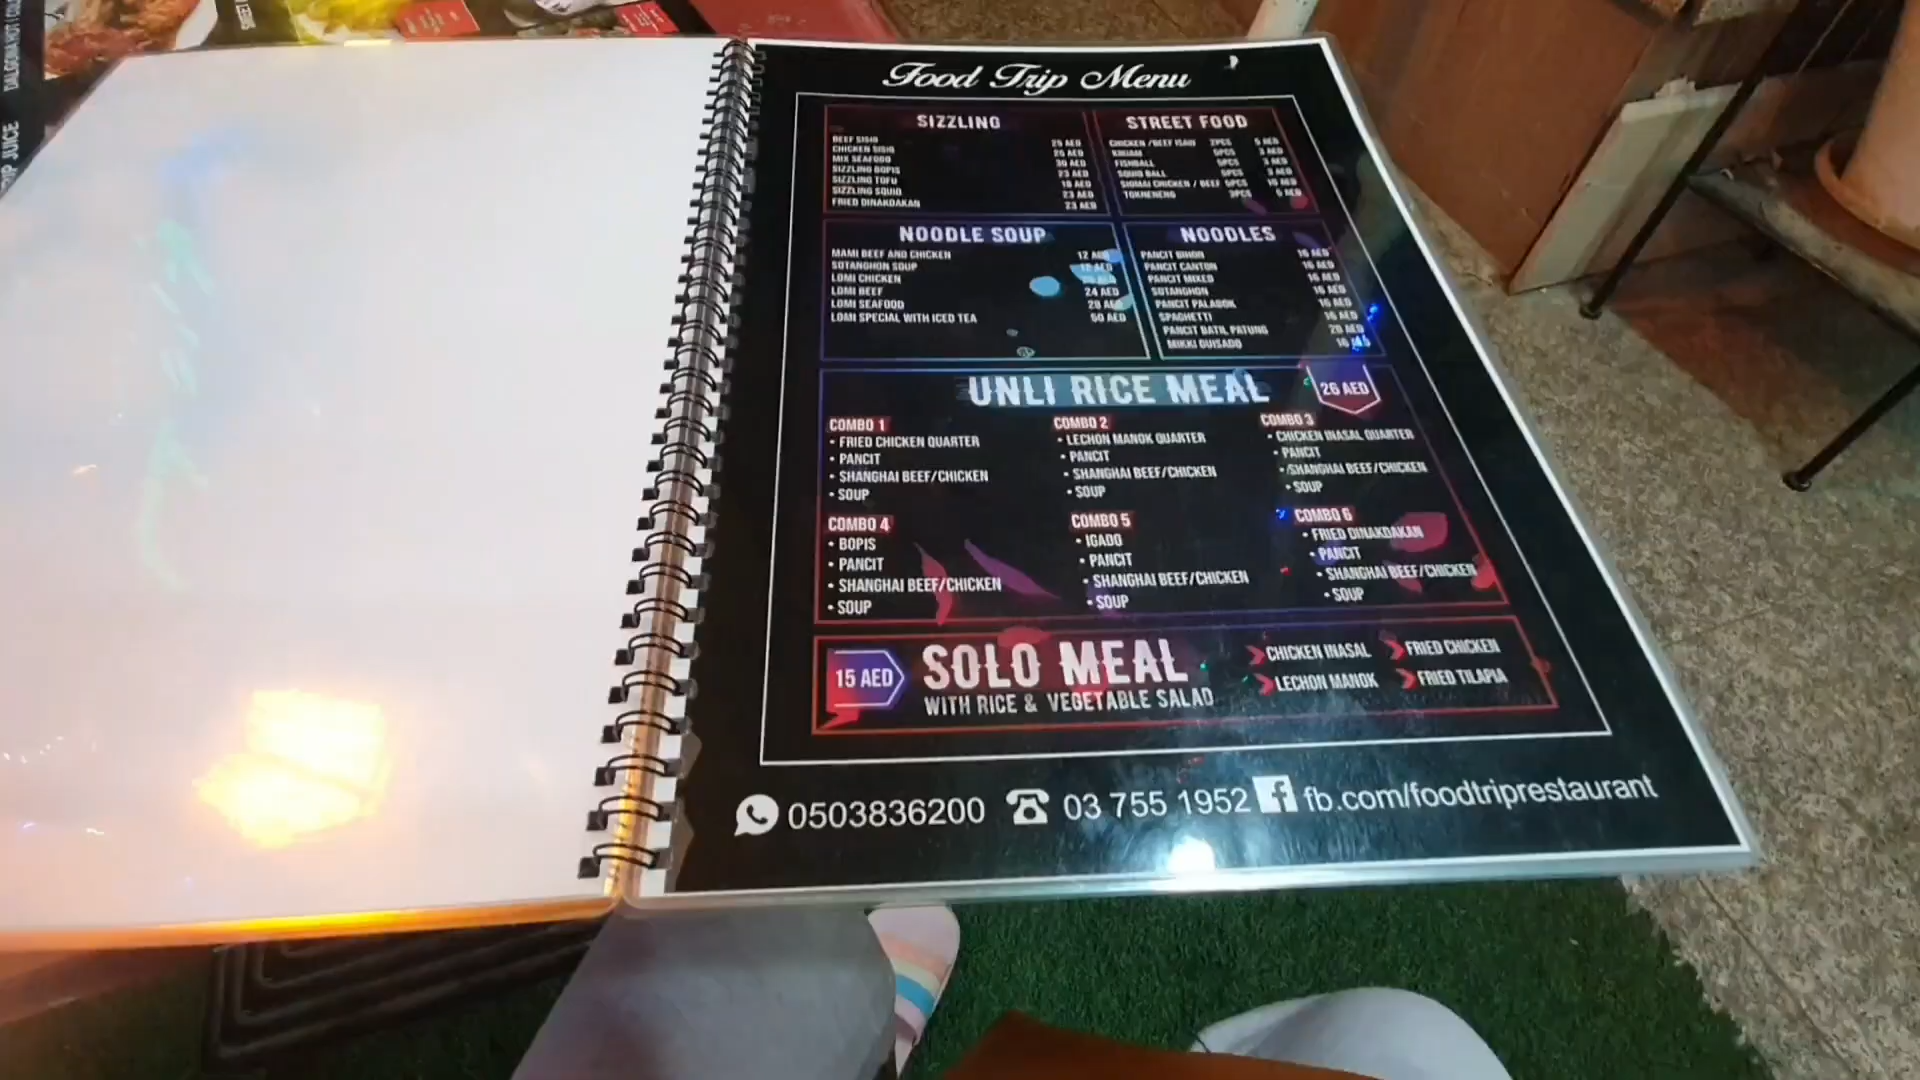 DALGONA HOT | COLD
JUICE
Food Trip Menu
SIZZLING
BEEF SISIG 25 AED
CHICKEN SISIG 25 AED
MIX SEAFOOD 30 AED
SIZZLING BOPIS 23 AED
SIZZLING TOFU 18 AED
SIZZLING SQUID 23 AED
FRIED DINAKDAKAN 23 AED
STREET FOOD
CHICKEN /BEEF ISAW 2PCS 5 AED
KIKIAM 5PCS 3 AED
FISHBALL 5PCS 3 AED
SQUID BALL 5PCS 3 AED
SIOMAI CHICKEN / BEEF 5PCS 10 AED
TOKNENENG 3PCS 5 AED
NOODLE SOUP
MAMI BEEF AND CHICKEN 12 AED
SOTANGHON SOUP 12 AED
LOMI CHICKEN AED
LOMI BEEF 24 AED
LOMI SEAFOOD 28 AED
LOMI SPECIAL WITH ICED TEA 50 AED
NOODLES
PANCIT BIHON 16 AED
PANCIT CANTON 16 AED
PANCIT MIXED 16 AED
SOTANGHON 16 AED
PANCIT PALABOK 16 AED
SPAGHETTI 16 AED
PANCIT BATIL PATUNG 20 AED
MIKKI GUISADO 16
UNLI RICE MEAL
26 AED
COMBO 1
• FRIED CHICKEN QUARTER
• PANCIT
• SHANGHAI BEEF/CHICKEN
• SOUP
COMBO 2
• LECHON MANOK QUARTER
• PANCIT
• SHANGHAI BEEF/CHICKEN
• SOUP
COMBO 3
• CHICKEN INASAL QUARTER
• PANCIT
• SHANGHAI BEEF/CHICKEN
• SOUP
COMBO 4
• BOPIS
• PANCIT
• SHANGHAI BEEF/CHICKEN
• SOUP
COMBO 5
• IGADO
• PANCIT
• SHANGHAI BEEF/CHICKEN
• SOUP
COMBO 6
• FRIED DINAKDAKAN
• PANCIT
• SHANGHAI BEEF/CHICKEN
• SOUP
15 AED
SOLO MEAL
WITH RICE & VEGETABLE SALAD
CHICKEN INASAL
FRIED CHICKEN
LECHON MANOK
FRIED TILAPIA
0503836200 03 755 1952 fb.com/foodtriprestaurant